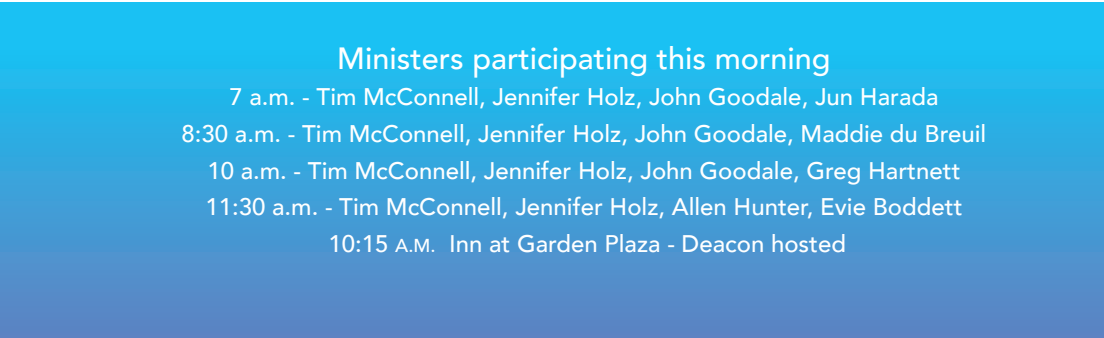 Ministers participating this morning
7 a.m. - Tim McConnell, Jennifer Holz, John Goodale, Jun Harada
8:30 a.m. - Tim McConnell, Jennifer Holz, John Goodale, Maddie du Breuil
10 a.m. - Tim McConnell, Jennifer Holz, John Goodale, Greg Hartnett
11:30 a.m. - Tim McConnell, Jennifer Holz, Allen Hunter, Evie Boddett
10:15 A.M. Inn at Garden Plaza - Deacon hosted